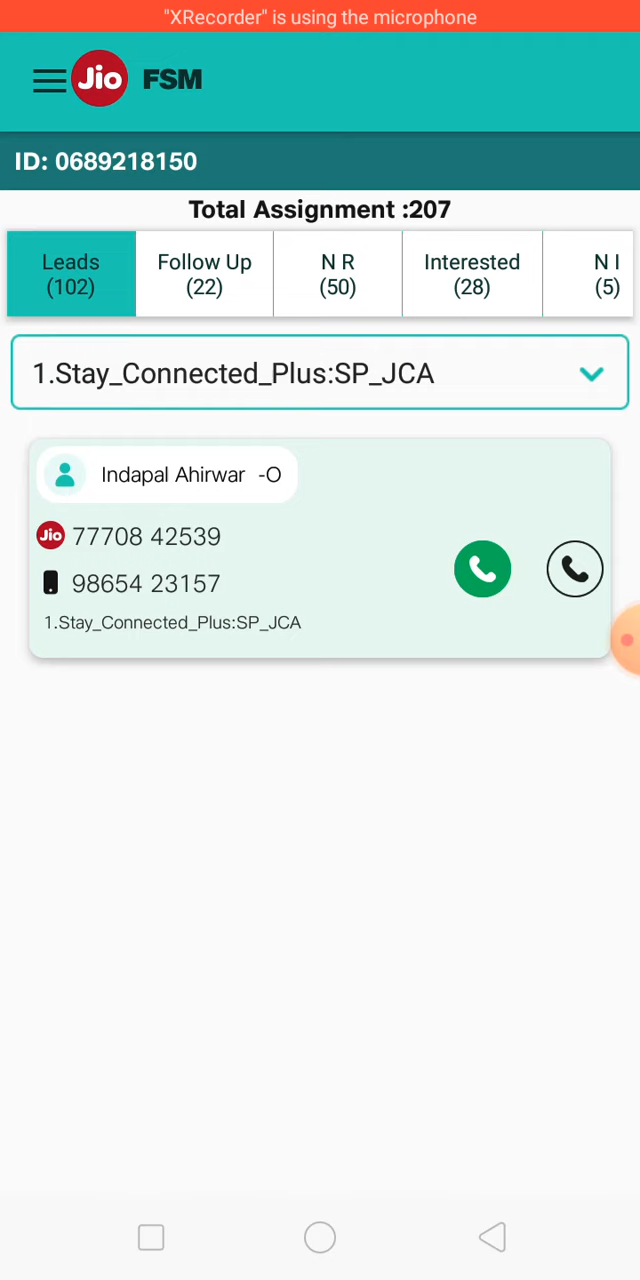 "XRecorder" is using the microphone
Jio FSM
ID: 0689218150
Total Assignment :207
Leads (102)
Follow Up (22)
N R (50)
Interested (28)
N I (5)
1.Stay_Connected_Plus:SP_JCA
Indapal Ahirwar -O
Jio 77708 42539
98654 23157
1.Stay_Connected_Plus:SP_JCA